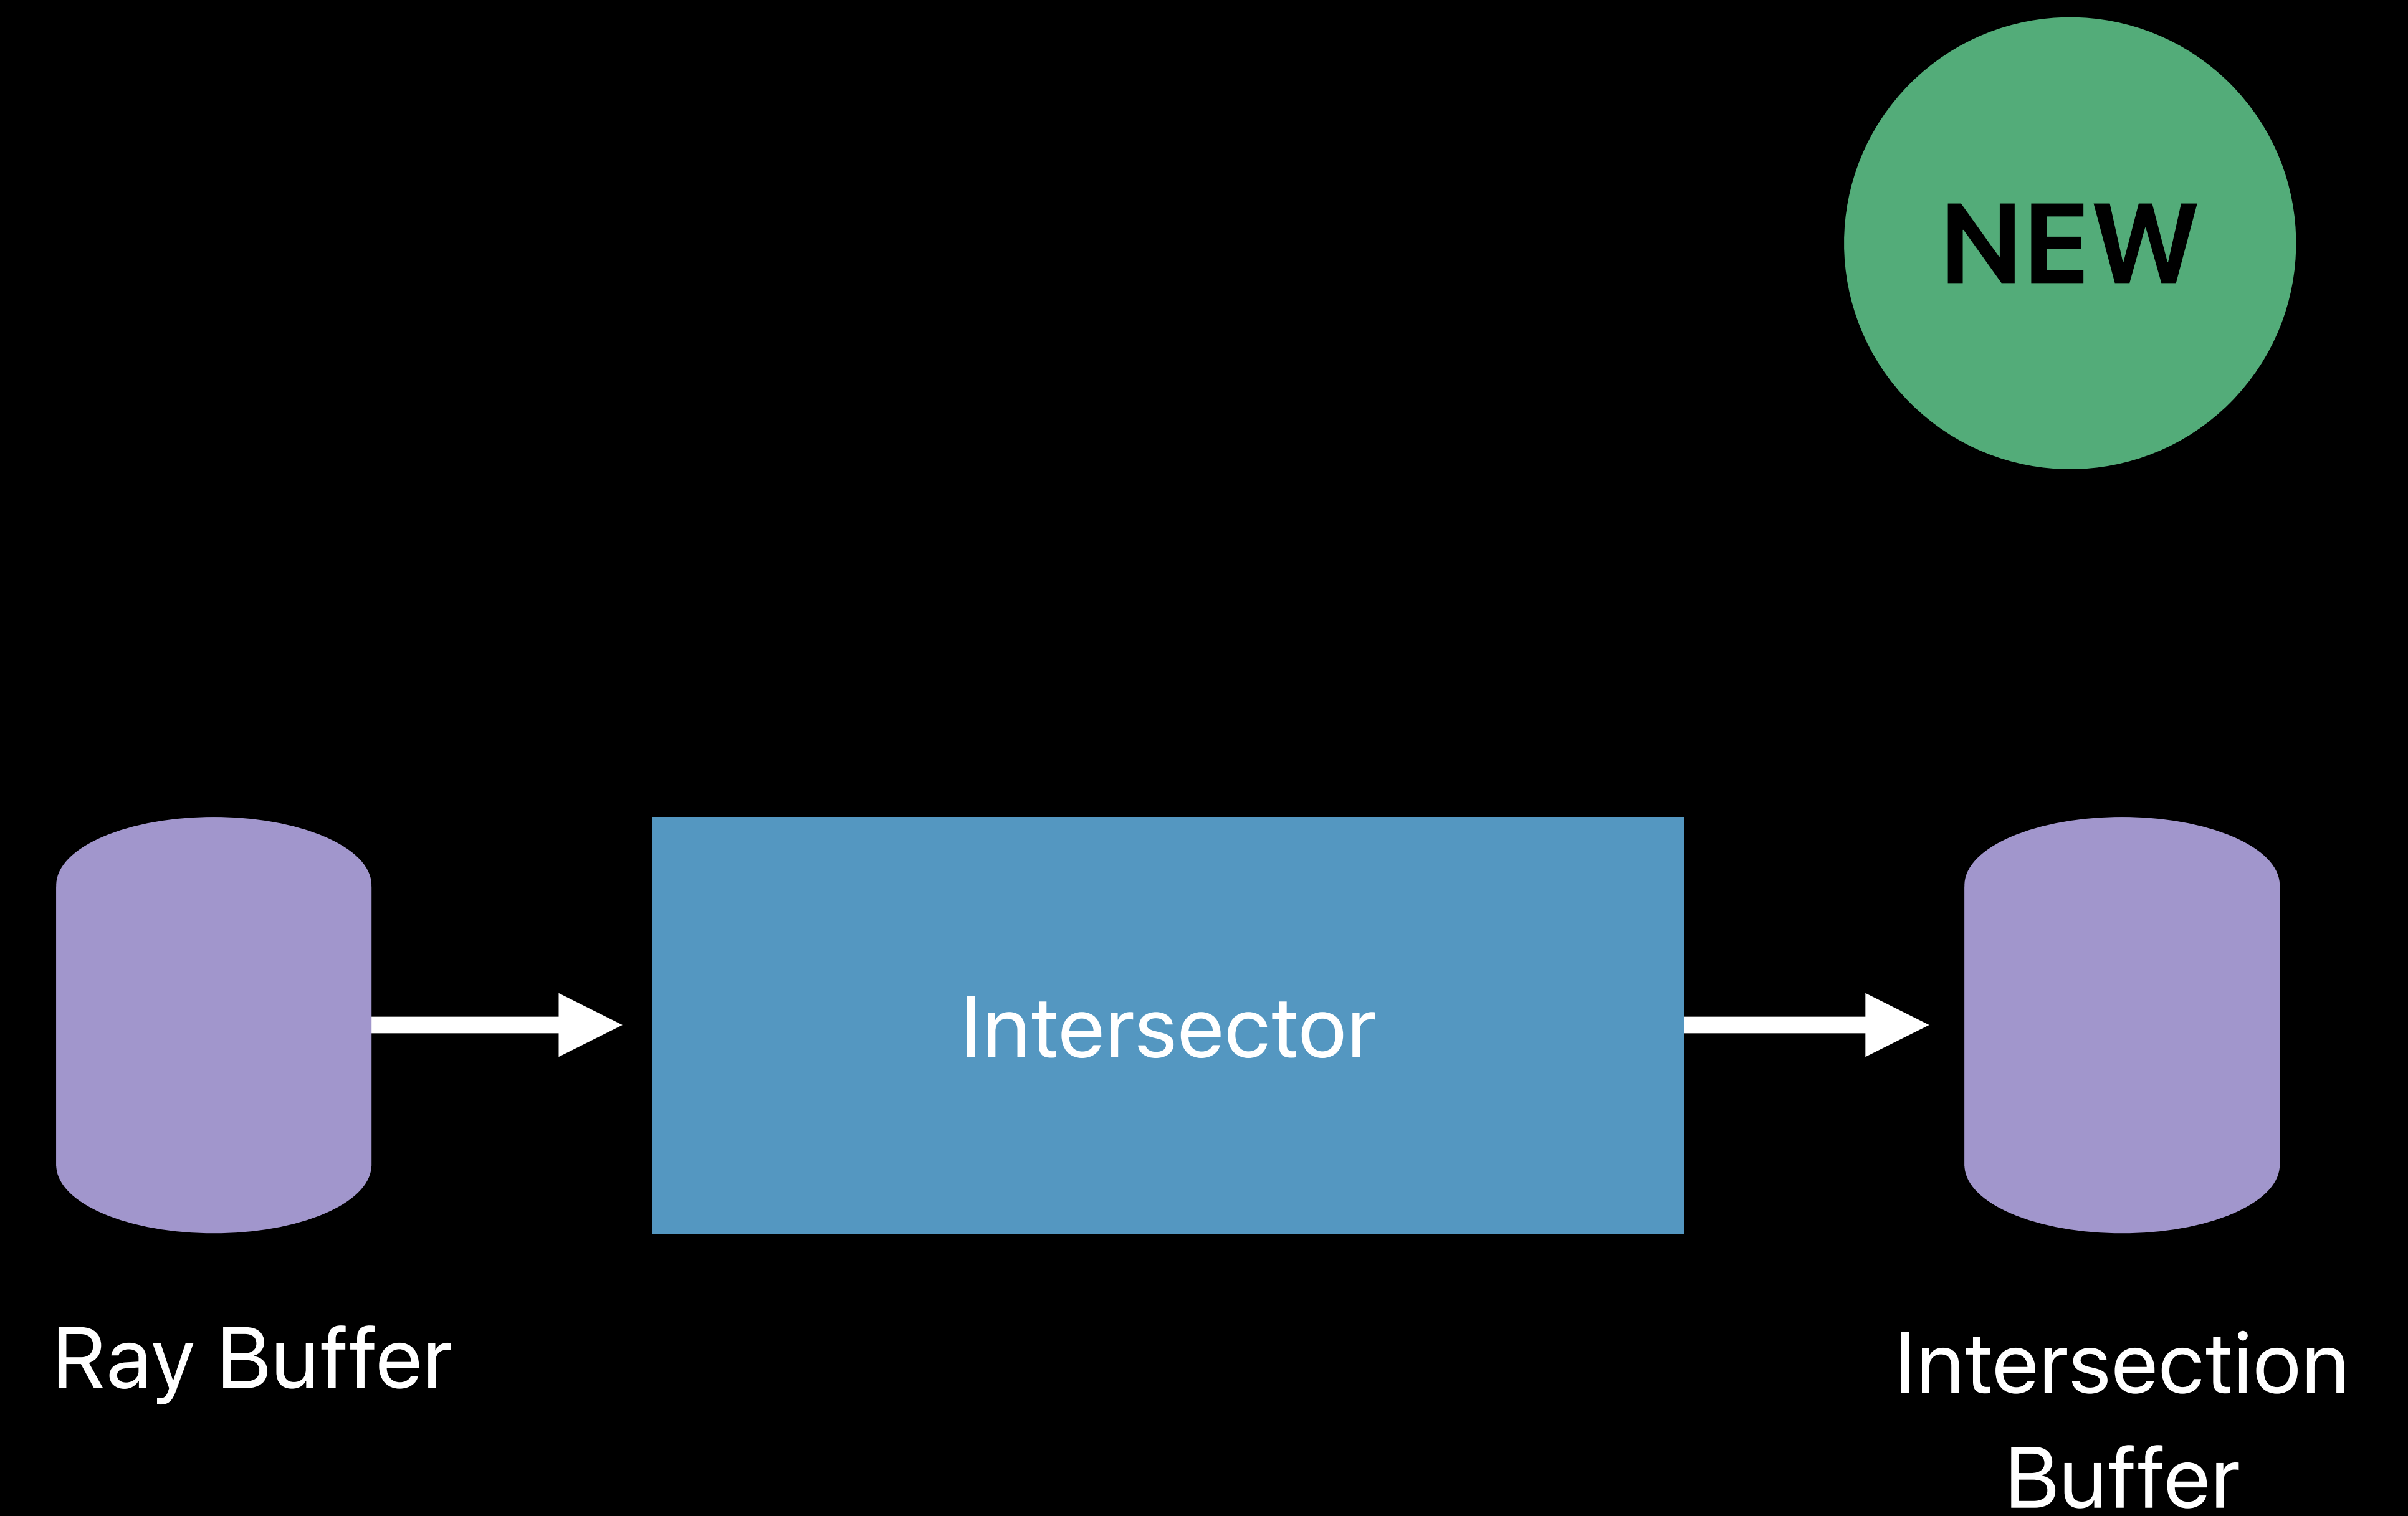 NEW
Intersector
Ray Buffer
Intersection
Buffer